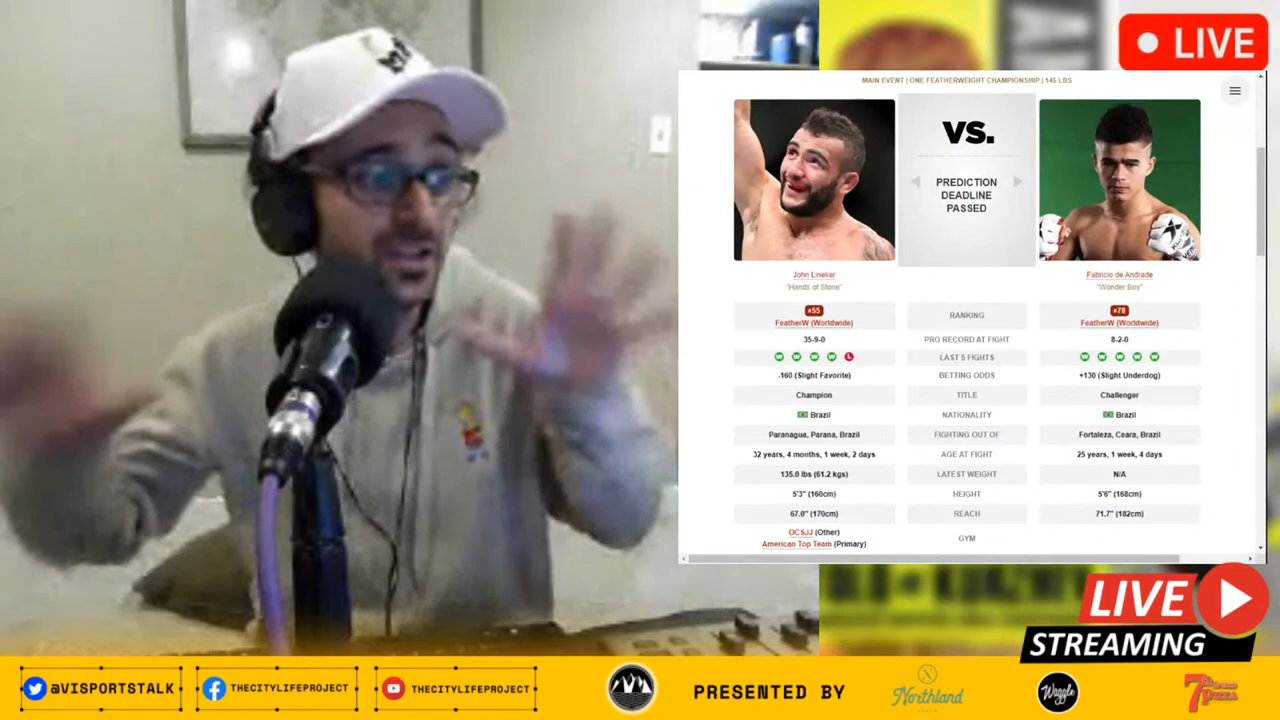 LIVE
MAIN EVENT | ONE FEATHERWEIGHT CHAMPIONSHIP | 145 LBS
VS.
PREDICTION
DEADLINE
PASSED
John Lineker
"Hands of Stone"
Fabricio de Andrade
"Wonder Boy"
#55
FeatherW (Worldwide)
RANKING
#78
FeatherW (Worldwide)
35-9-0
PRO RECORD AT FIGHT
8-2-0
W W W W L
LAST 5 FIGHTS
W W W W W
-160 (Slight Favorite)
BETTING ODDS
+130 (Slight Underdog)
Champion
TITLE
Challenger
Brazil
NATIONALITY
Brazil
Paranagua, Parana, Brazil
FIGHTING OUT OF
Fortaleza, Ceara, Brazil
32 years, 4 months, 1 week, 2 days
AGE AT FIGHT
25 years, 1 week, 4 days
135.0 lbs (61.2 kgs)
LATEST WEIGHT
N/A
5'3" (160cm)
HEIGHT
5'6" (168cm)
67.0" (170cm)
REACH
71.7" (182cm)
OCSJJ (Other)
American Top Team (Primary)
GYM
LIVE
STREAMING
@VISPORTSTALK
THECITYLIFEPROJECT
THECITYLIFEPROJECT
PRESENTED BY
Northland
Waggle
PIZZA